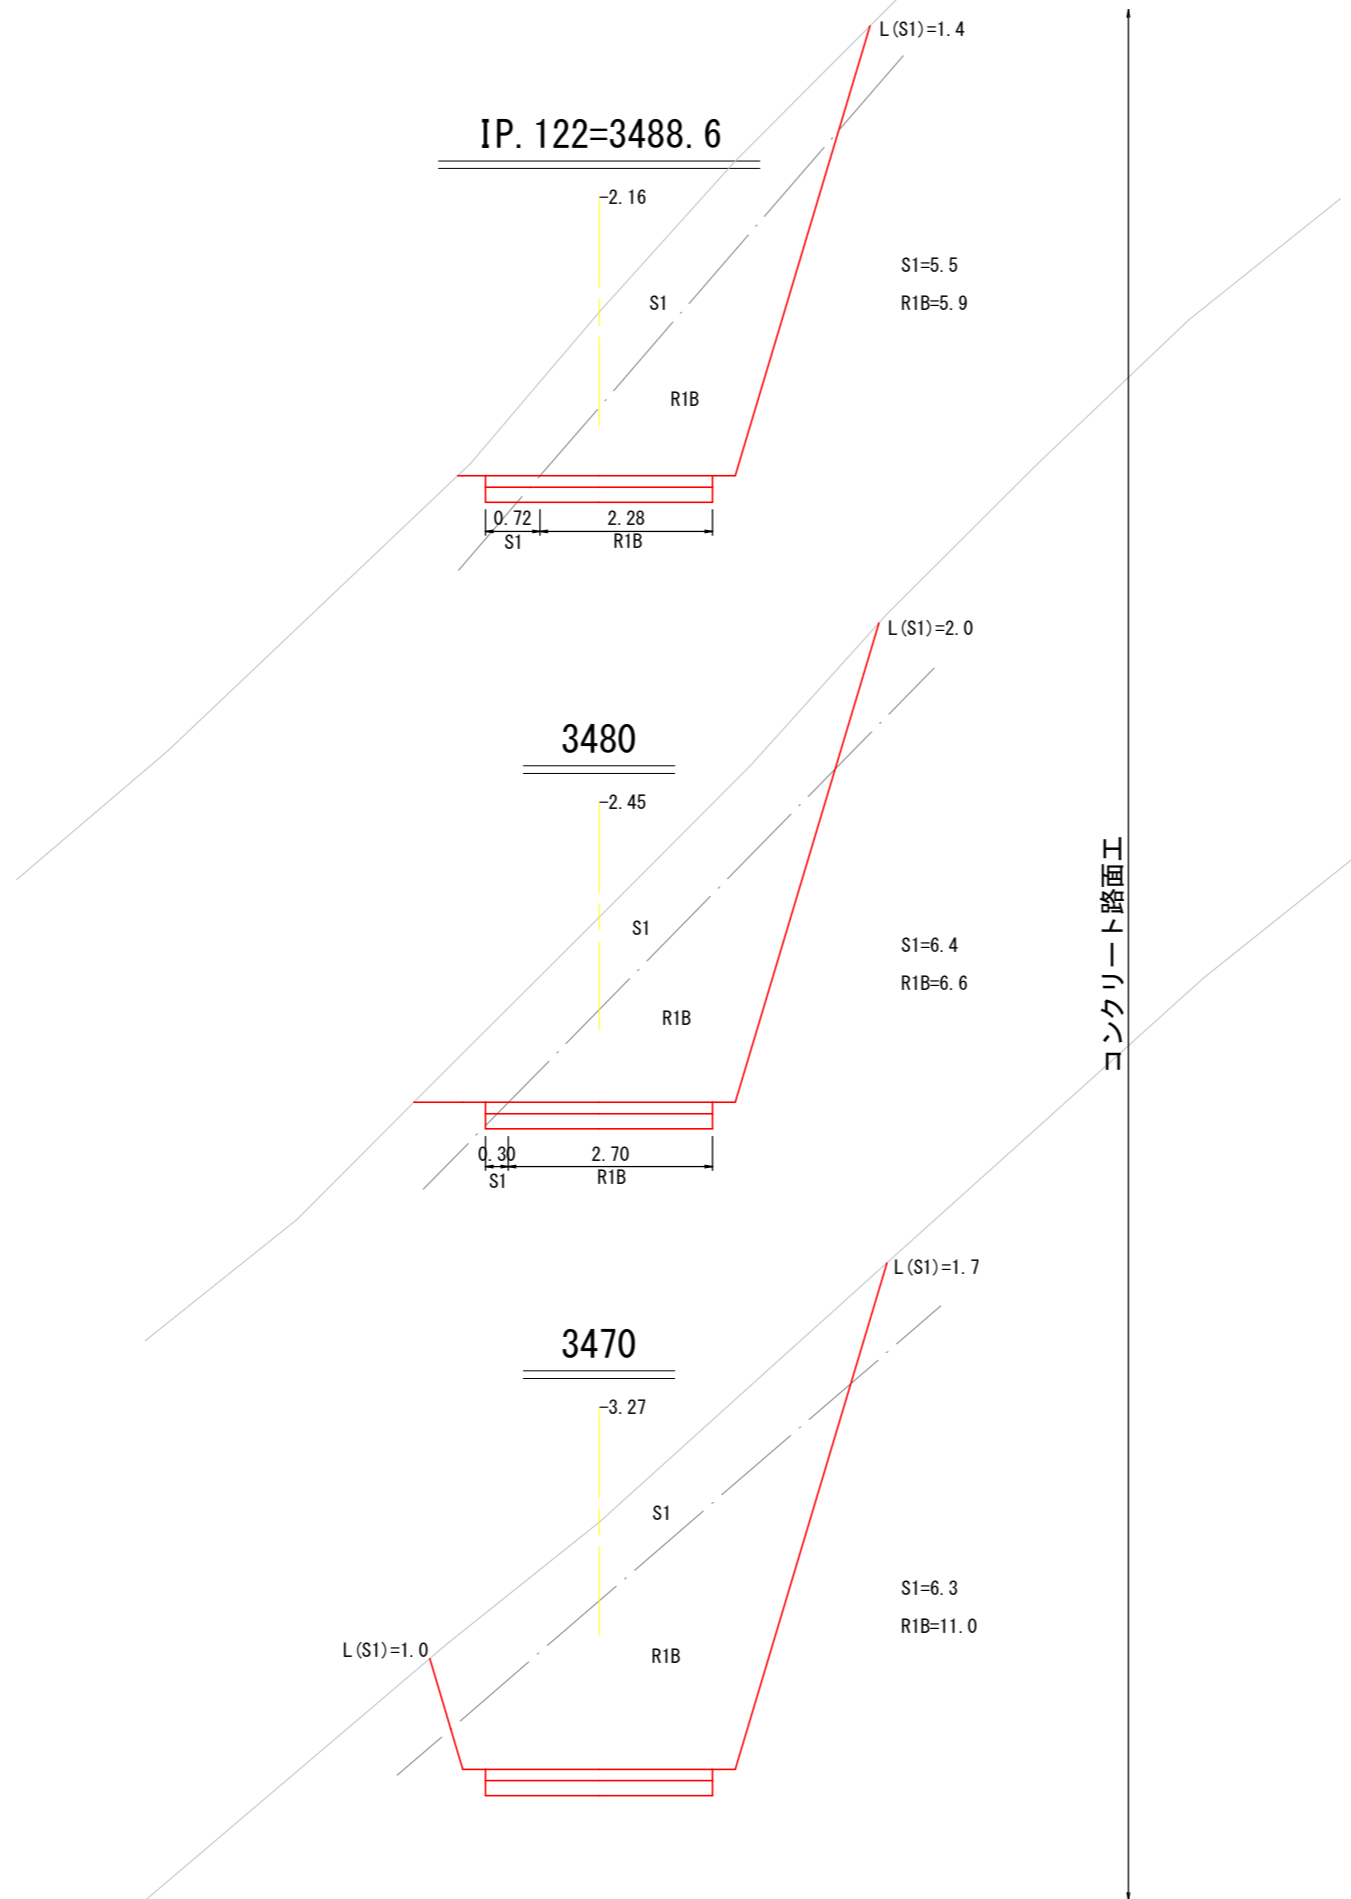 L(S1)=1.4
IP.122=3488.6
-2.16
S1=5.5
S1
R1B=5.9
R1B
0.72 2.28
S1 R1B
L(S1)=2.0
3480
-2.45
S1
S1=6.4
R1B=6.6
R1B
コンクリート路面工
0.30 2.70
S1 R1B
L(S1)=1.7
3470
-3.27
S1
S1=6.3
R1B=11.0
L(S1)=1.0
R1B